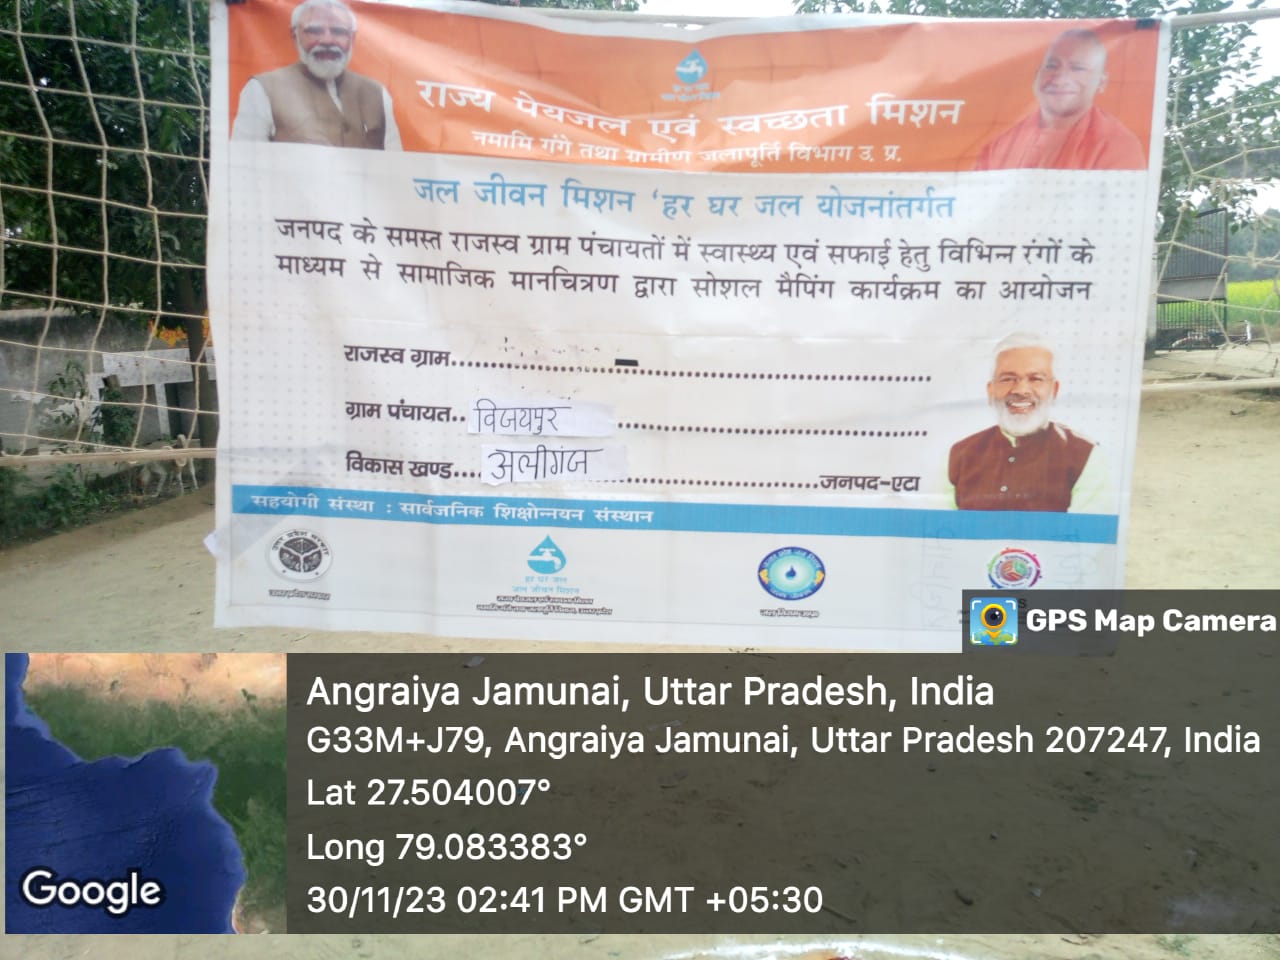 राज्य पेयजल एवं स्वच्छता मिशन
नमामि गंगे तथा ग्रामीण जलापूर्ति विभाग उ. प्र.
जल जीवन मिशन 'हर घर जल योजनांतर्गत
जनपद के समस्त राजस्व ग्राम पंचायतों में स्वास्थ्य एवं सफाई हेतु विभिन्न रंगों के
माध्यम से सामाजिक मानचित्रण द्वारा सोशल मैपिंग कार्यक्रम का आयोजन
राजस्व ग्राम
ग्राम पंचायत.. विजयपुर
विकास खण्ड.... अलीगंज जनपद-एटा
सहयोगी संस्था : सार्वजनिक शिक्षोन्नयन संस्थान
उत्तर प्रदेश सरकार
हर घर जल
जल जीवन मिशन
GPS Map Camera
Angraiya Jamunai, Uttar Pradesh, India
G33M+J79, Angraiya Jamunai, Uttar Pradesh 207247, India
Lat 27.504007°
Long 79.083383°
30/11/23 02:41 PM GMT +05:30
Google